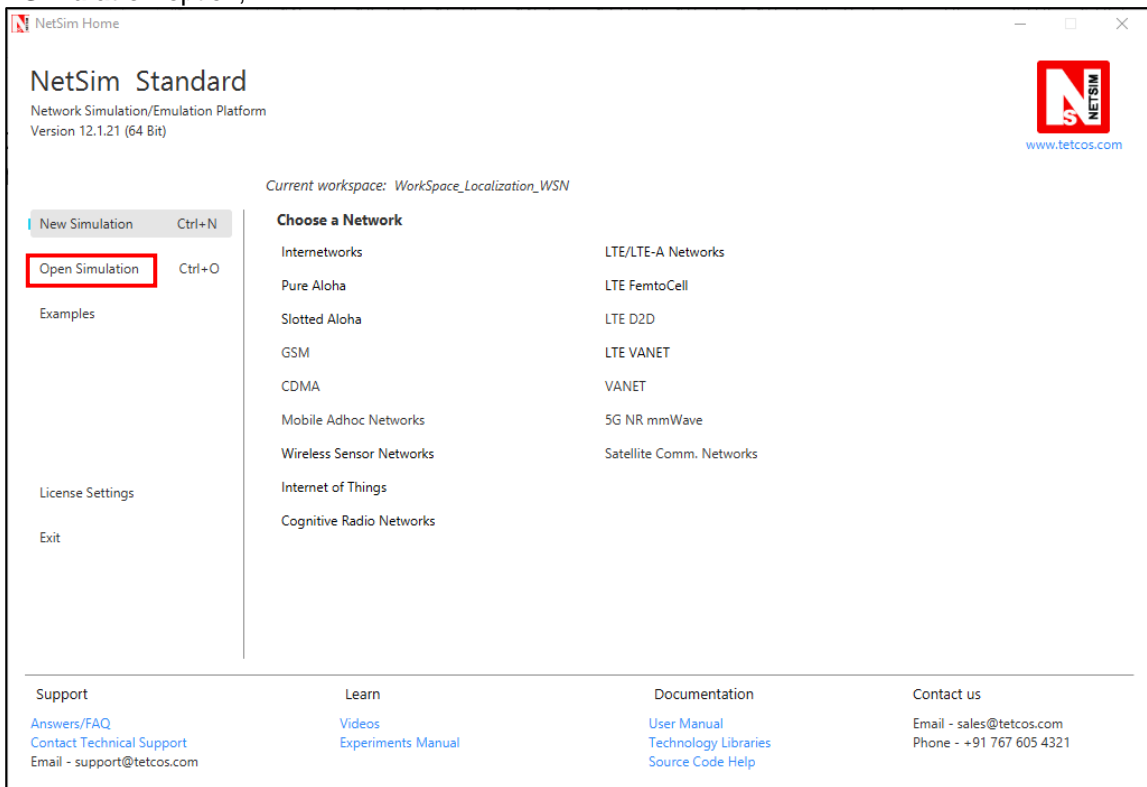 NetSim Home
NetSim Standard
Network Simulation/Emulation Platform
Version 12.1.21 (64 Bit)
NETSIM
NS
www.tetcos.com
Current workspace: WorkSpace_Localization_WSN
New Simulation Ctrl+N
Open Simulation Ctrl+O
Examples
License Settings
Exit
Choose a Network
Internetworks
Pure Aloha
Slotted Aloha
GSM
CDMA
Mobile Adhoc Networks
Wireless Sensor Networks
Internet of Things
Cognitive Radio Networks
LTE/LTE-A Networks
LTE FemtoCell
LTE D2D
LTE VANET
VANET
5G NR mmWave
Satellite Comm. Networks
Support
Answers/FAQ
Contact Technical Support
Email - support@tetcos.com
Learn
Videos
Experiments Manual
Documentation
User Manual
Technology Libraries
Source Code Help
Contact us
Email - sales@tetcos.com
Phone - +91 767 605 4321